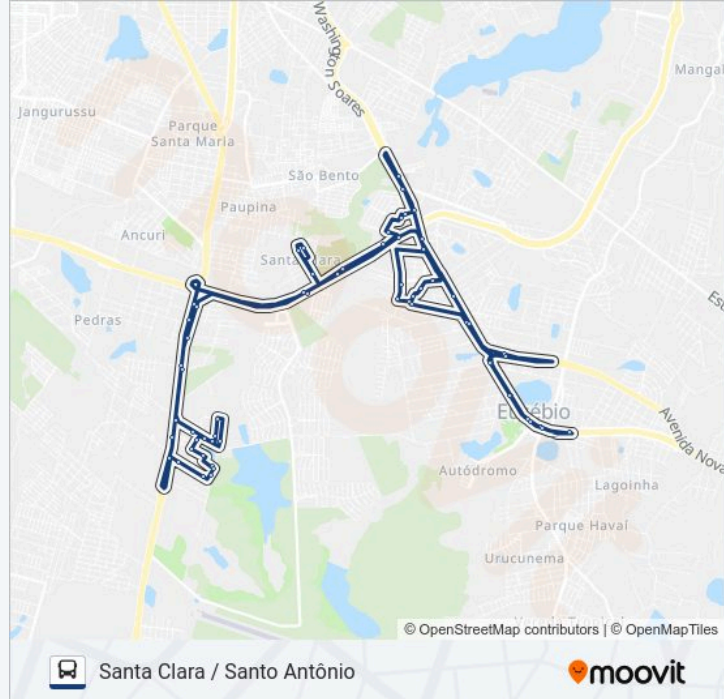 Washington Soares
Mangal
Jangurussu
Parque
Santa Maria
São Bento
Paupina
Ancuri
Santa Clara
Pedras
Eusébio
Avenida Nova
Autódromo
Lagoinha
Parque Havaí
Urucunema
© OpenStreetMap contributors | © OpenMapTiles
Santa Clara / Santo Antônio
moovit